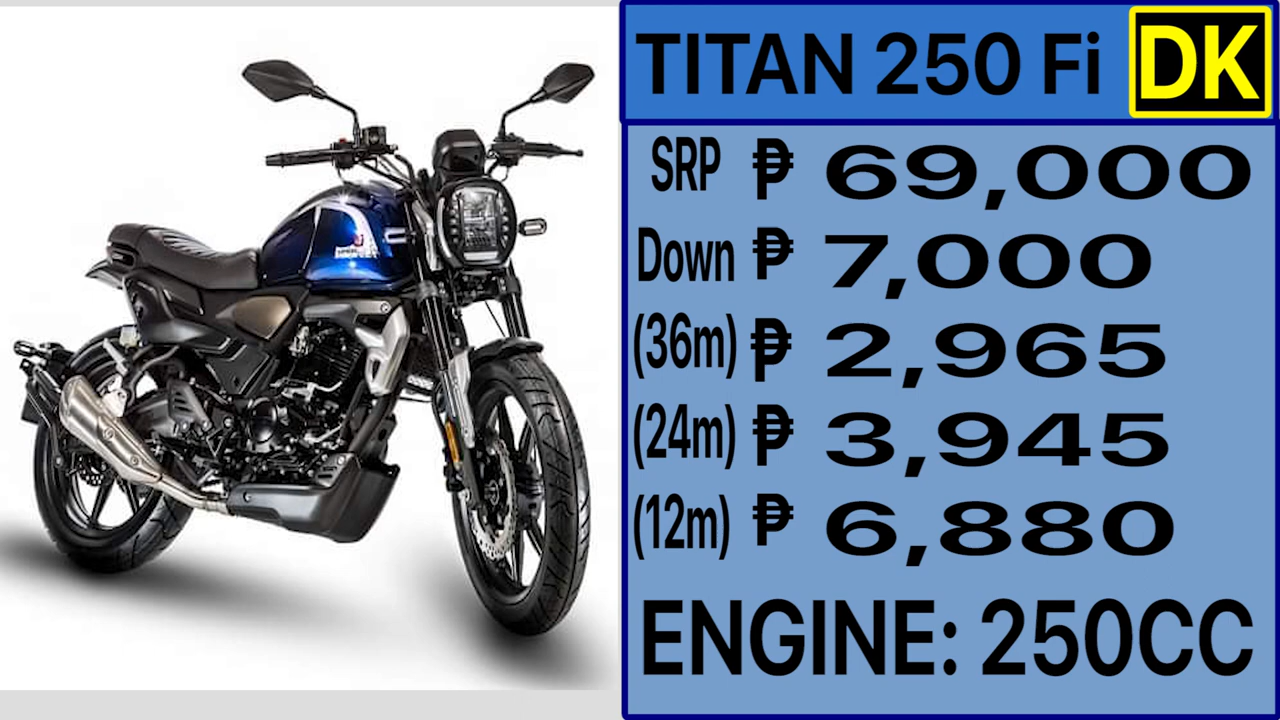 TITAN 250 Fi DK
SRP ₱ 69,000
Down ₱ 7,000
(36m) ₱ 2,965
(24m) ₱ 3,945
(12m) ₱ 6,880
ENGINE: 250CC